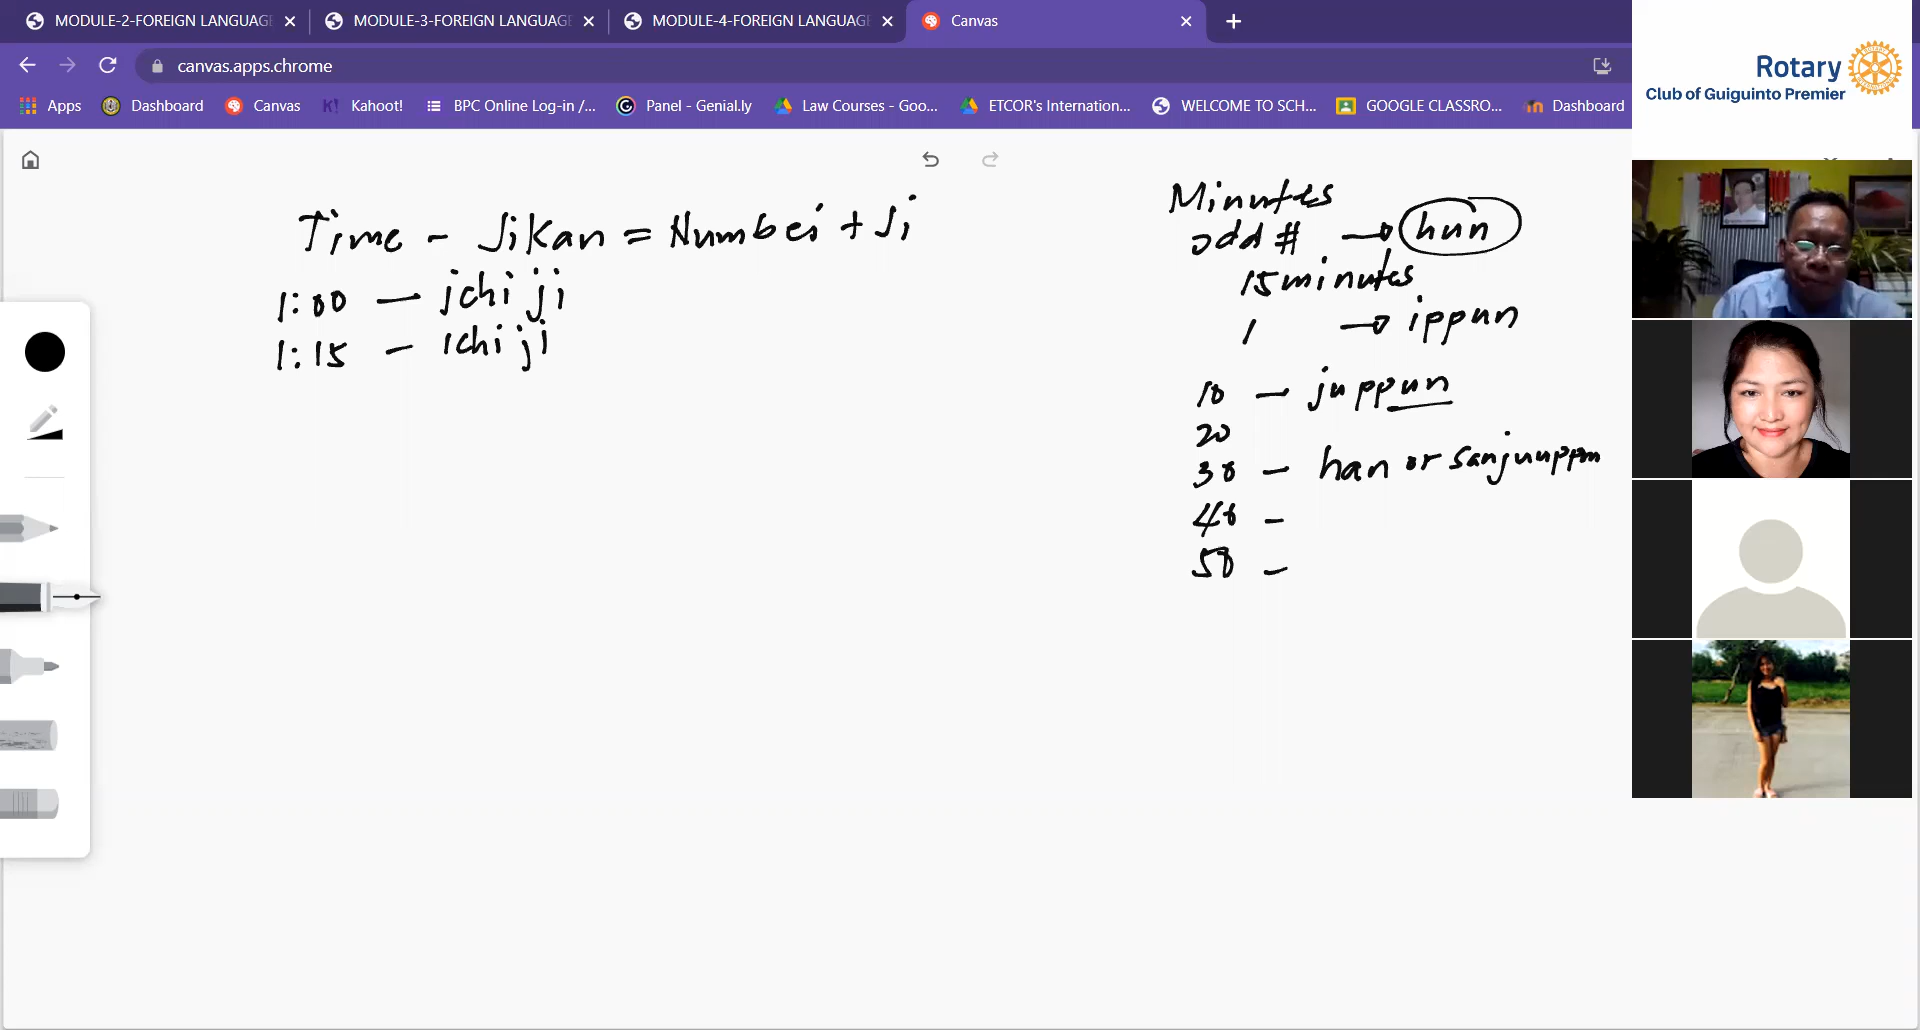 MODULE-2-FOREIGN LANGUAGE
MODULE-3-FOREIGN LANGUAGE
MODULE-4-FOREIGN LANGUAGE
Canvas
canvas.apps.chrome
Apps
Dashboard
Canvas
K!
Kahoot!
BPC Online Log-in /...
Panel - Genial.ly
Law Courses - Goo...
ETCOR's Internation...
WELCOME TO SCH...
GOOGLE CLASSRO...
Dashboard
Rotary
Club of Guiguinto Premier
Time - Jikan = Number + Ji
1:00 — ichi ji
1:15 — Ichi ji
Minutes
odd # → hun
15 minutes
1 → ippun
10 — juppun
20
30 — han or sanjuuppun
40 -
50 -